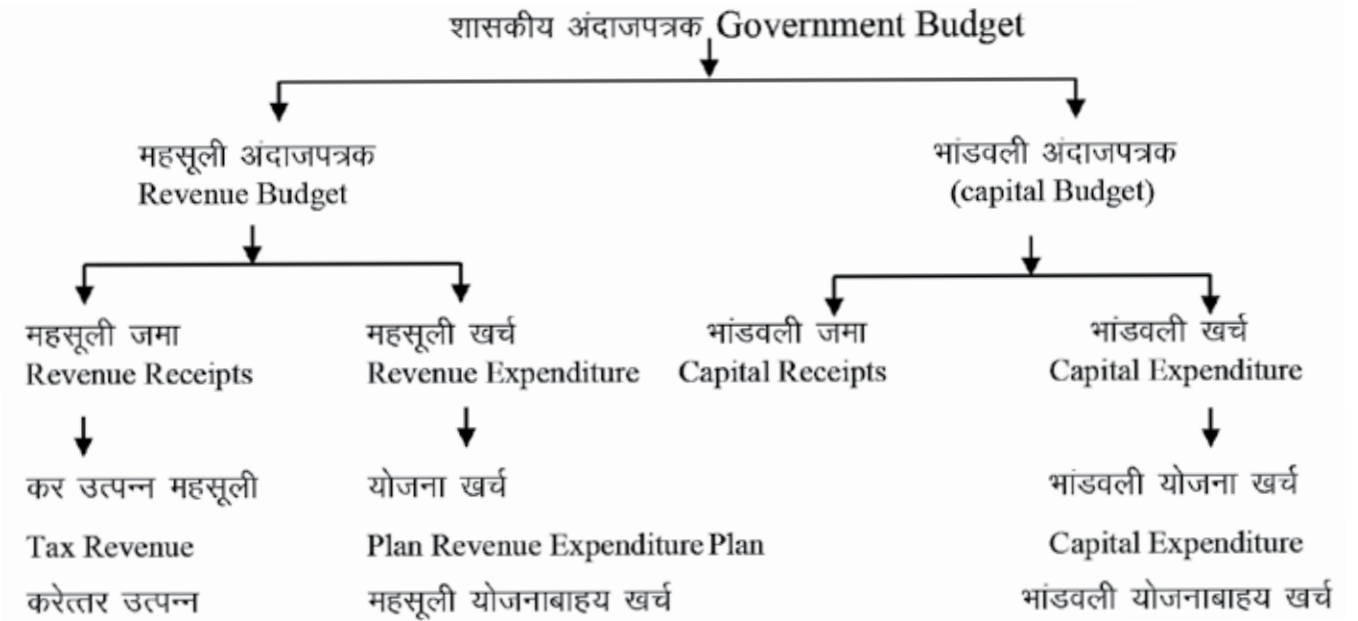 शासकीय अंदाजपत्रक Government Budget
महसूली अंदाजपत्रक
Revenue Budget
भांडवली अंदाजपत्रक
(capital Budget)
महसूली जमा
Revenue Receipts
महसूली खर्च
Revenue Expenditure
भांडवली जमा
Capital Receipts
भांडवली खर्च
Capital Expenditure
कर उत्पन्न महसूली
Tax Revenue
करेत्तर उत्पन्न
योजना खर्च
Plan Revenue Expenditure Plan
महसूली योजनाबाहय खर्च
भांडवली योजना खर्च
Capital Expenditure
भांडवली योजनाबाहय खर्च